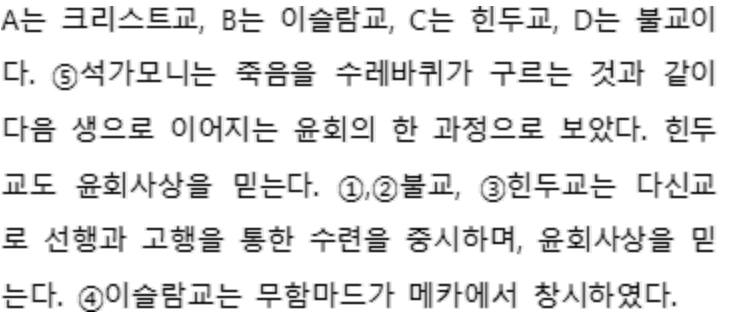 A는 크리스트교, B는 이슬람교, C는 힌두교, D는 불교이
다. ⑤석가모니는 죽음을 수레바퀴가 구르는 것과 같이
다음 생으로 이어지는 윤회의 한 과정으로 보았다. 힌두
교도 윤회사상을 믿는다. ①,②불교, ③힌두교는 다신교
로 선행과 고행을 통한 수련을 중시하며, 윤회사상을 믿
는다. ④이슬람교는 무함마드가 메카에서 창시하였다.